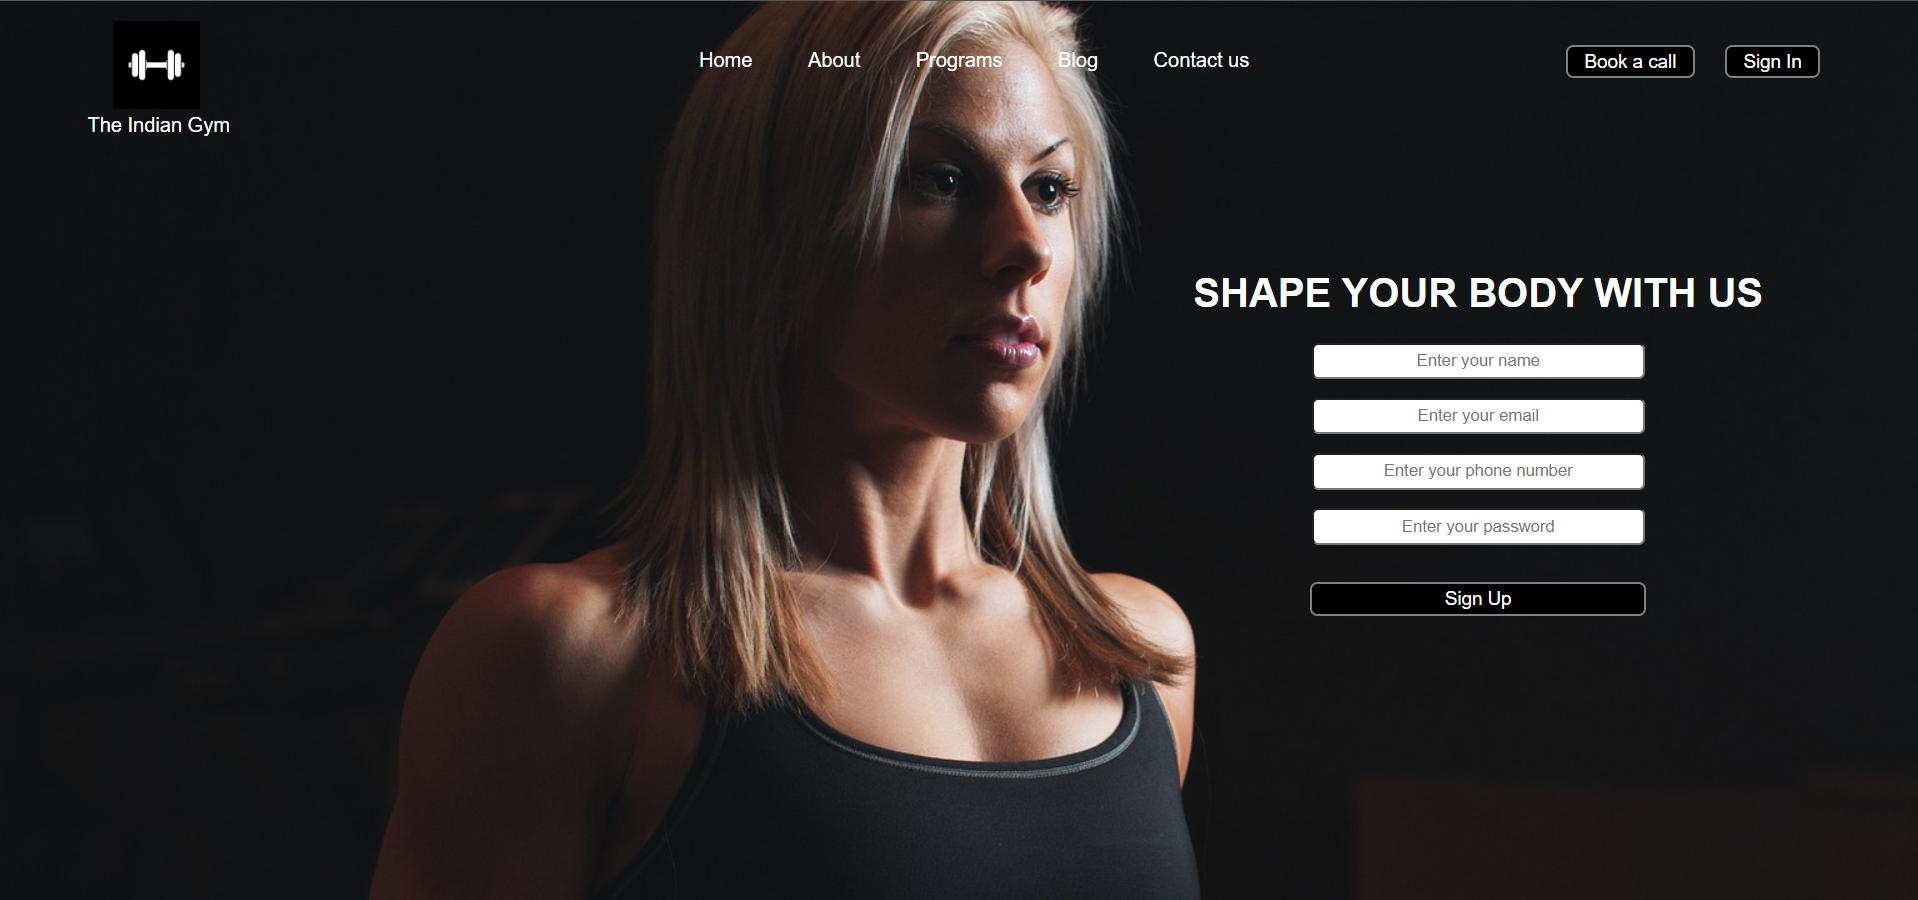 Home
About
Programs
Blog
Contact us
Book a call
Sign In
The Indian Gym
SHAPE YOUR BODY WITH US
Enter your name
Enter your email
Enter your phone number
Enter your password
Sign Up